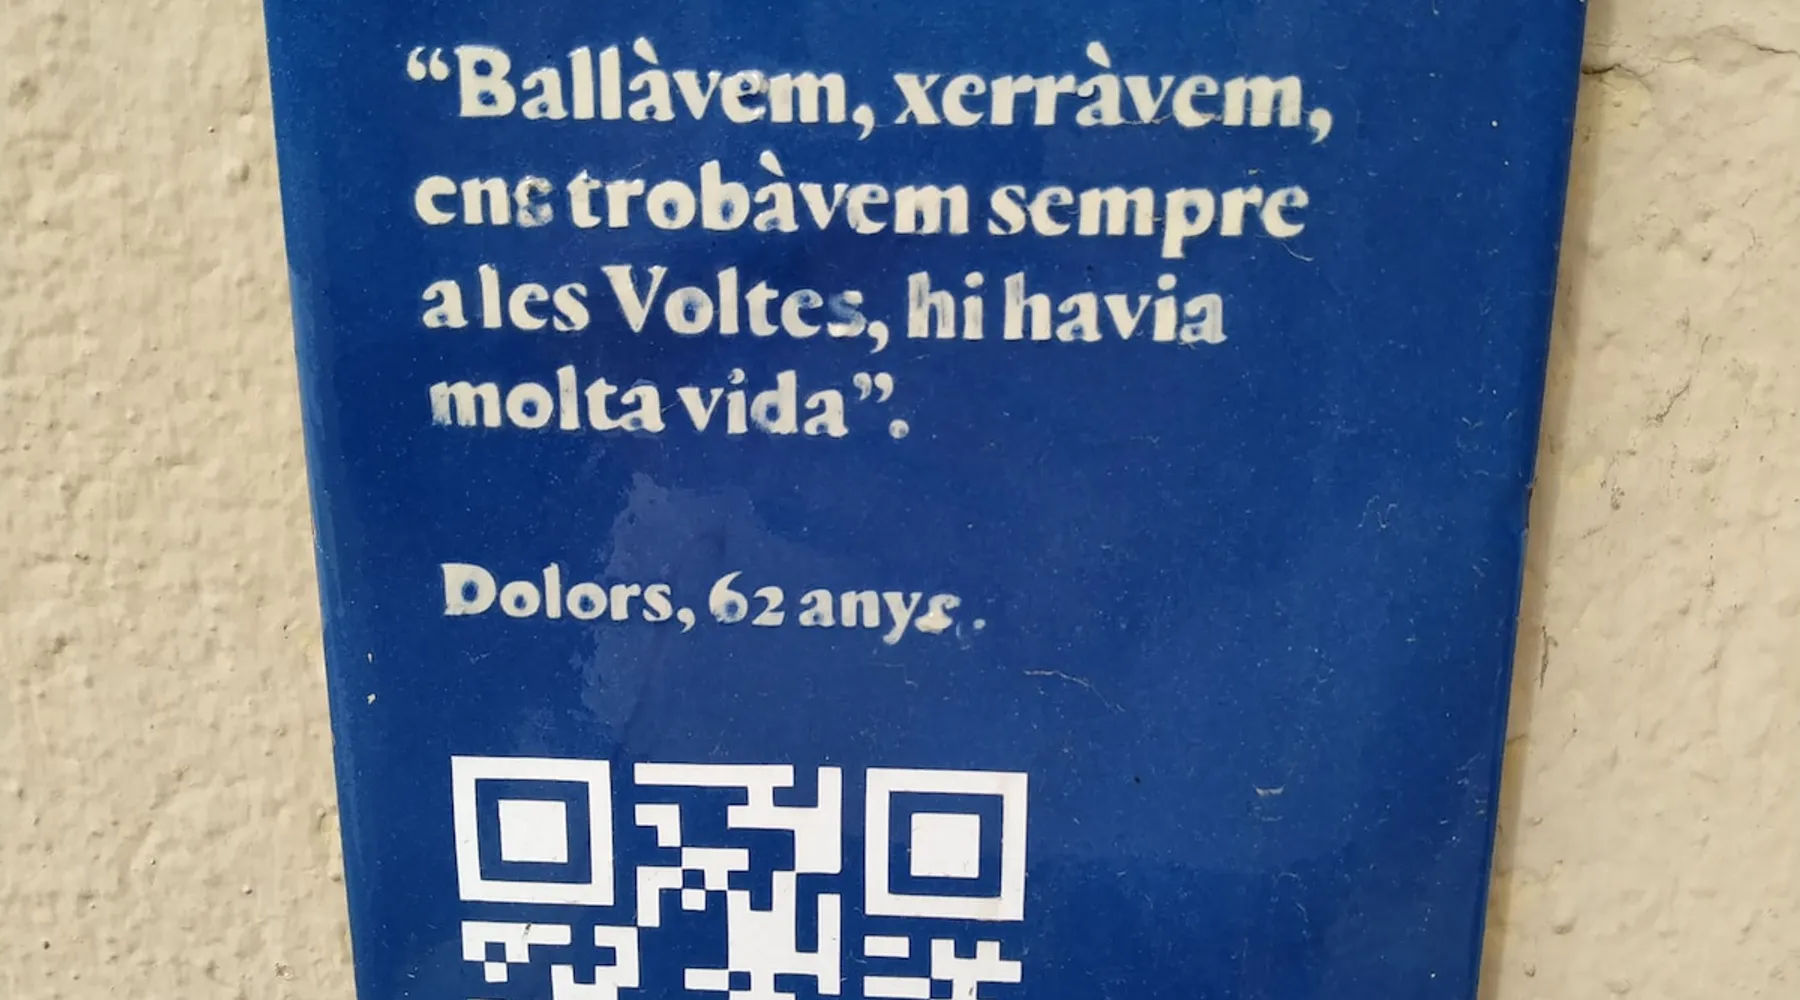 “Ballàvem, xerràvem,
ens trobàvem sempre
a les Voltes, hi havia
molta vida”.
Dolors, 62 anys.